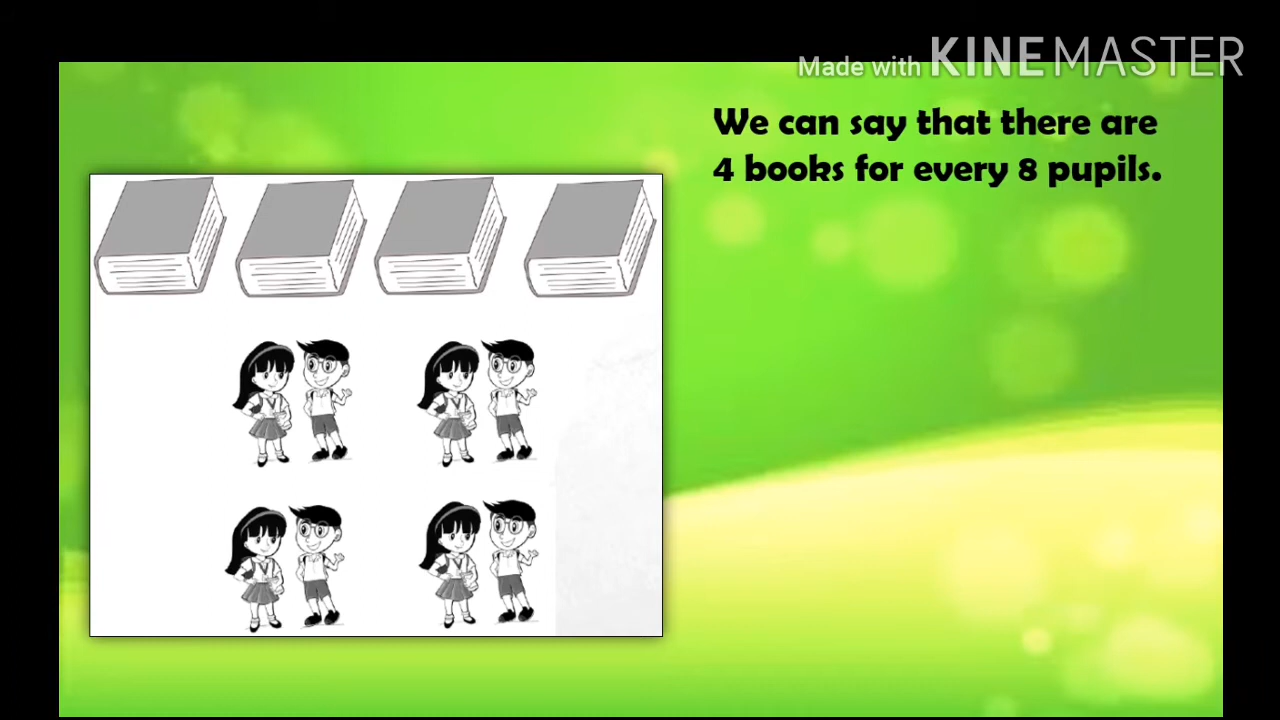 Made with KINEMASTER
We can say that there are
4 books for every 8 pupils.